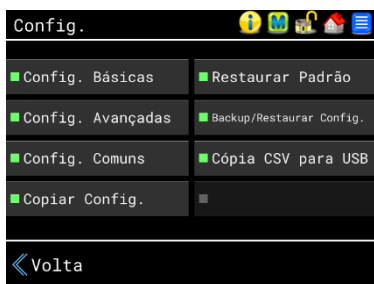 Config.
Config. Básicas
Restaurar Padrão
Config. Avançadas
Backup/Restaurar Config.
Config. Comuns
Cópia CSV para USB
Copiar Config.
Volta